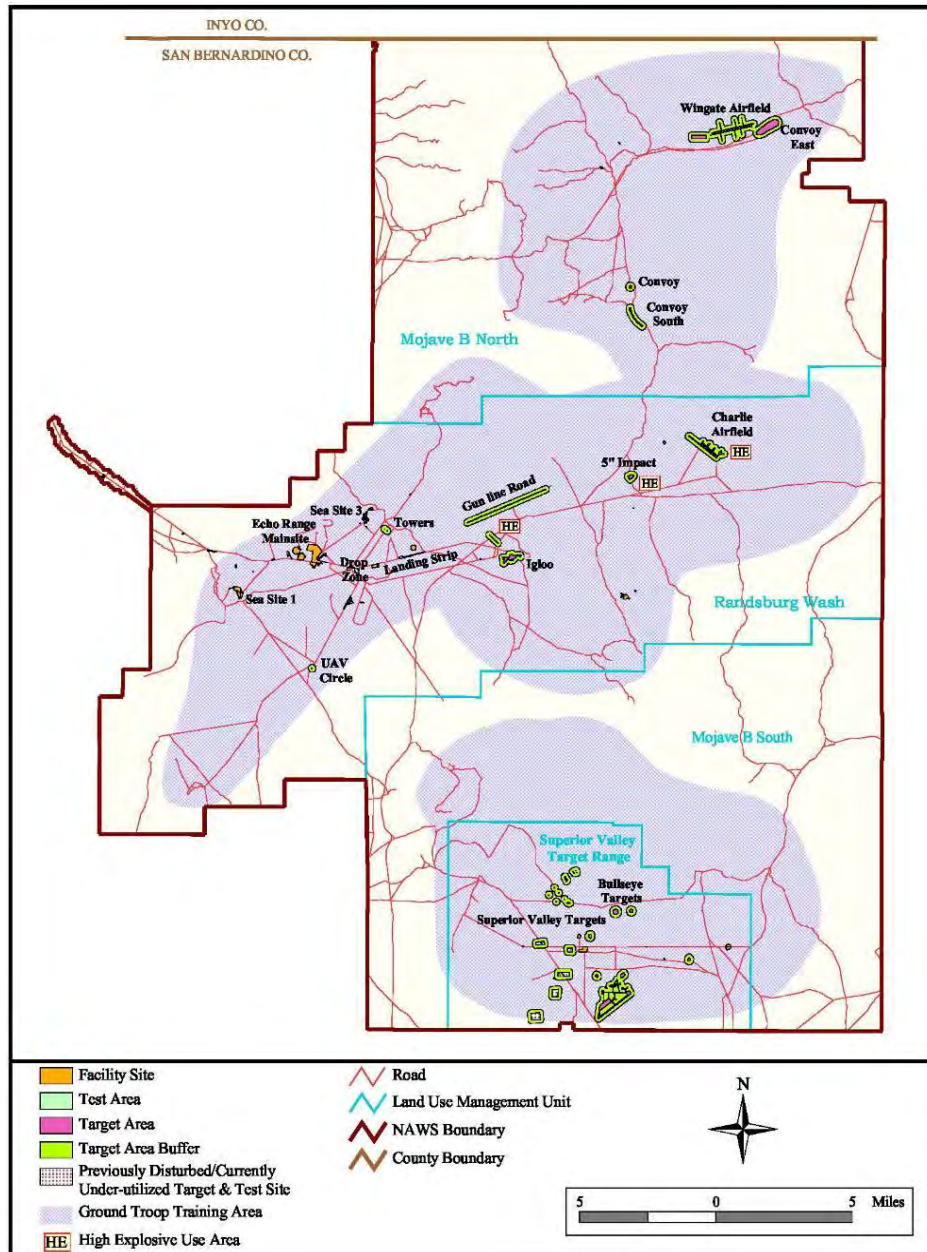 INYO CO.
SAN BERNARDINO CO.
Wingate Airfield
Convoy
East
Convoy
Convoy
South
Mojave B North
Charlie
Airfield
HE
5" Impact
HE
Gun line Road
Sea Site 3
Towers
HE
Echo Range
Mainsite
Drop
Zone
Landing Strip
Igloo
Sea Site 1
Randsburg Wash
UAV
Circle
Mojave B South
Superior Valley
Target Range
Bullseye
Targets
Superior Valley Targets
Facility Site
Test Area
Target Area
Target Area Buffer
Previously Disturbed/Currently
Under-utilized Target & Test Site
Ground Troop Training Area
HE High Explosive Use Area
Road
Land Use Management Unit
NAWS Boundary
County Boundary
N
5 0 5 Miles